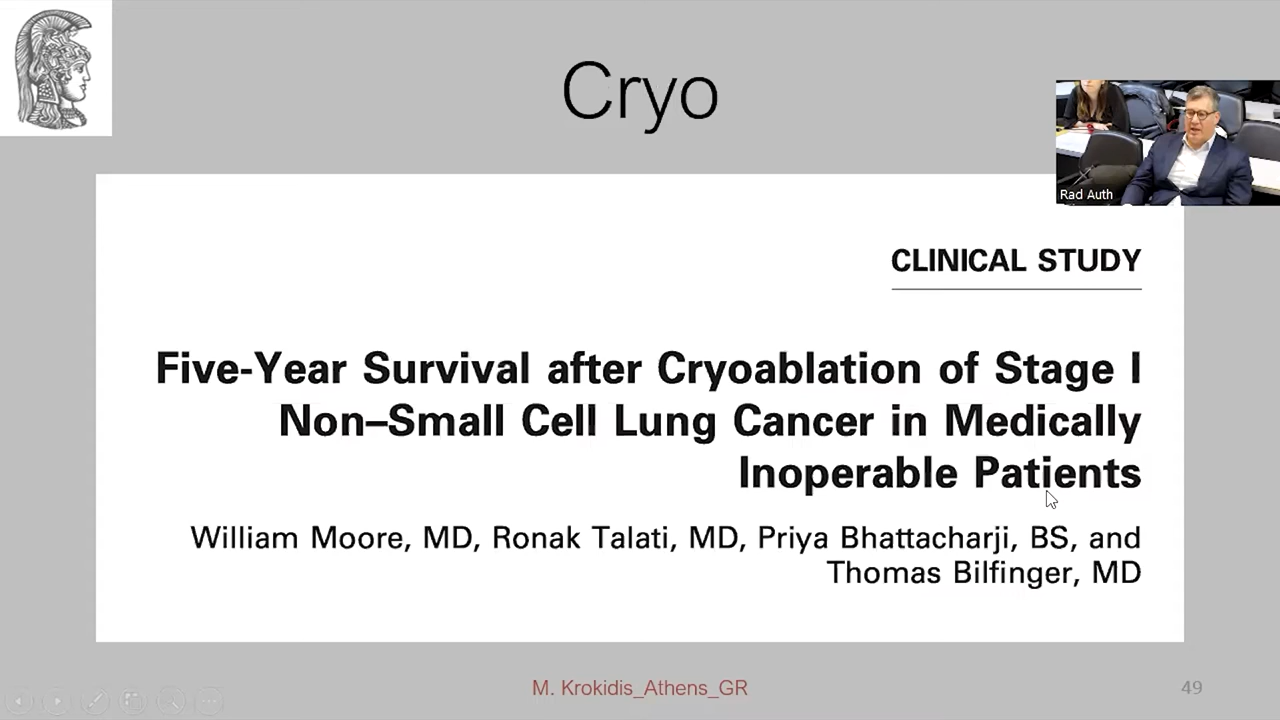 Cryo
Rad Auth
CLINICAL STUDY
Five-Year Survival after Cryoablation of Stage I
Non–Small Cell Lung Cancer in Medically
Inoperable Patients
William Moore, MD, Ronak Talati, MD, Priya Bhattacharji, BS, and
Thomas Bilfinger, MD
M. Krokidis_Athens_GR
49